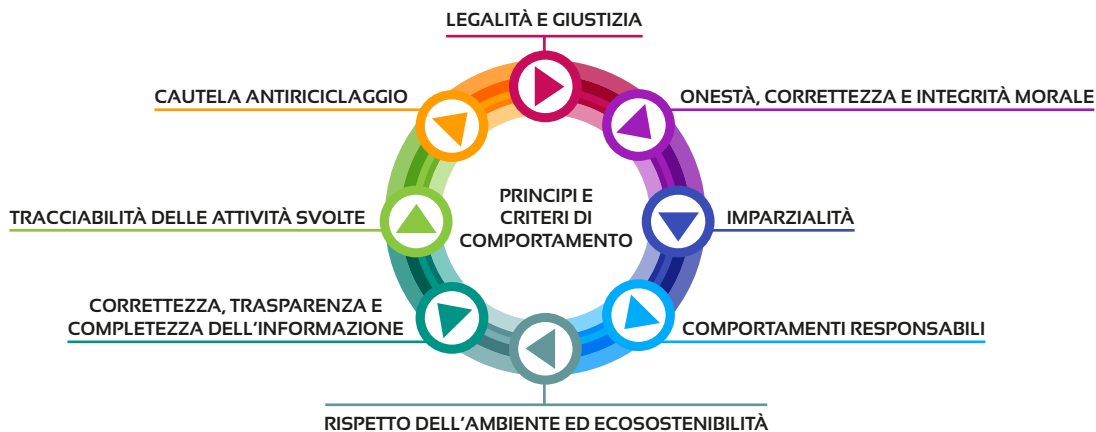 LEGALITÀ E GIUSTIZIA
CAUTELA ANTIRICICLAGGIO
ONESTÀ, CORRETTEZZA E INTEGRITÀ MORALE
TRACCIABILITÀ DELLE ATTIVITÀ SVOLTE
PRINCIPI E
CRITERI DI
COMPORTAMENTO
IMPARZIALITÀ
CORRETTEZZA, TRASPARENZA E
COMPLETEZZA DELL'INFORMAZIONE
COMPORTAMENTI RESPONSABILI
RISPETTO DELL'AMBIENTE ED ECOSOSTENIBILITÀ